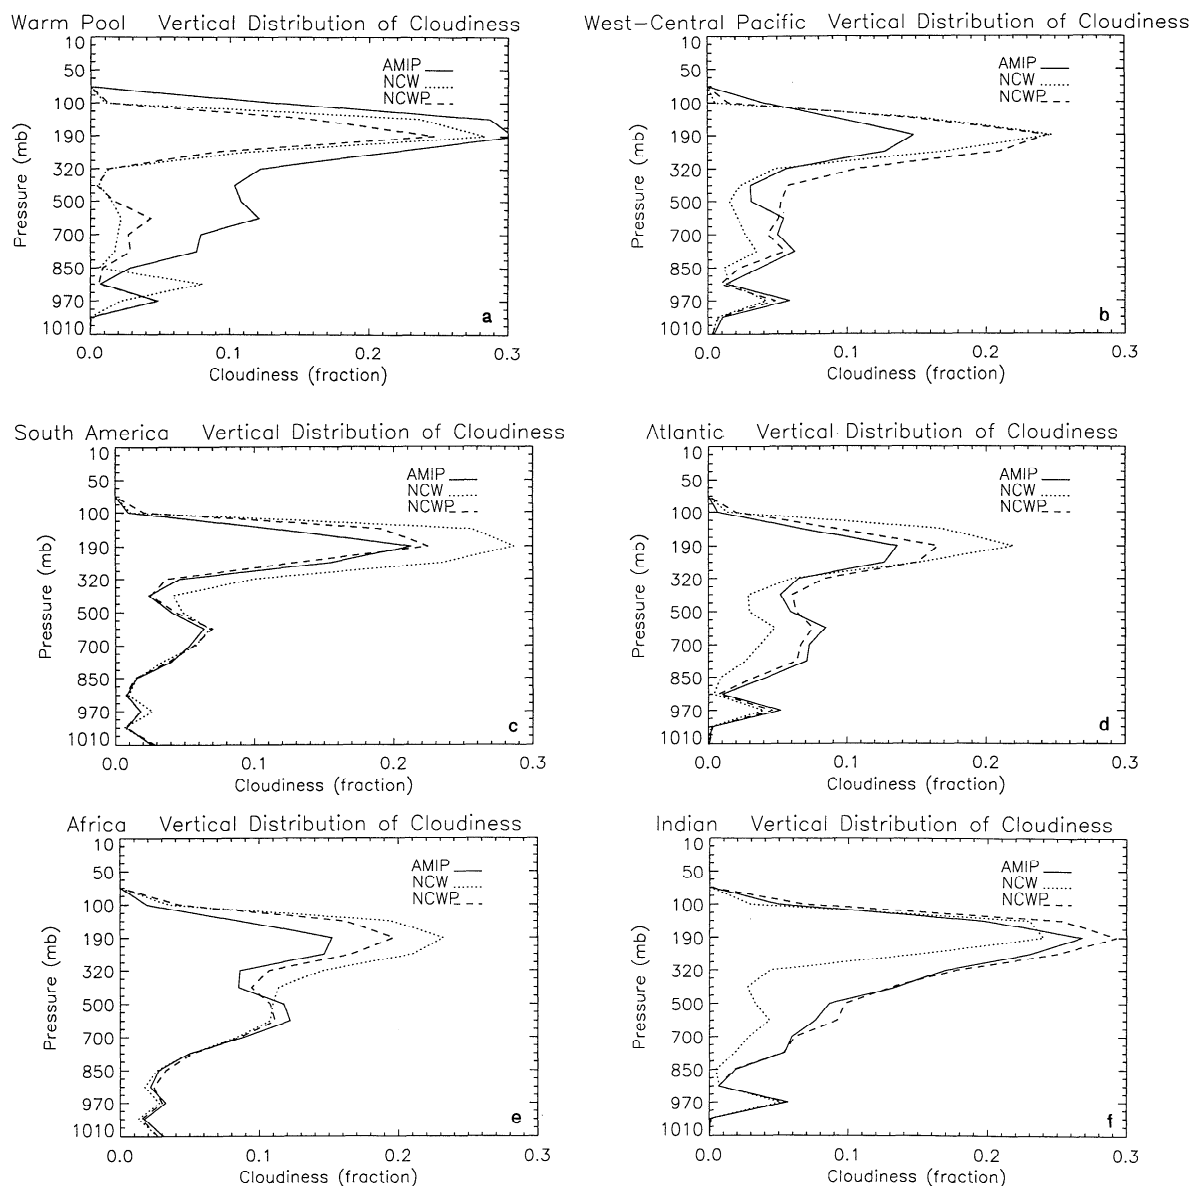 Warm Pool Vertical Distribution of Cloudiness
10
50
100
190
320
500
700
850
970
1010
Pressure (mb)
AMIP
NCW
NCWP
a
0.0 0.1 0.2 0.3
Cloudiness (fraction)
West-Central Pacific Vertical Distribution of Cloudiness
10
50
100
190
320
500
700
850
970
1010
Pressure (mb)
AMIP
NCW
NCWP
b
0.0 0.1 0.2 0.3
Cloudiness (fraction)
South America Vertical Distribution of Cloudiness
10
50
100
190
320
500
700
850
970
1010
Pressure (mb)
AMIP
NCW
NCWP
c
0.0 0.1 0.2 0.3
Cloudiness (fraction)
Atlantic Vertical Distribution of Cloudiness
10
50
100
190
320
500
700
850
970
1010
Pressure (mb)
AMIP
NCW
NCWP
d
0.0 0.1 0.2 0.3
Cloudiness (fraction)
Africa Vertical Distribution of Cloudiness
10
50
100
190
320
500
700
850
970
1010
Pressure (mb)
AMIP
NCW
NCWP
e
0.0 0.1 0.2 0.3
Cloudiness (fraction)
Indian Vertical Distribution of Cloudiness
10
50
100
190
320
500
700
850
970
1010
Pressure (mb)
AMIP
NCW
NCWP
f
0.0 0.1 0.2 0.3
Cloudiness (fraction)